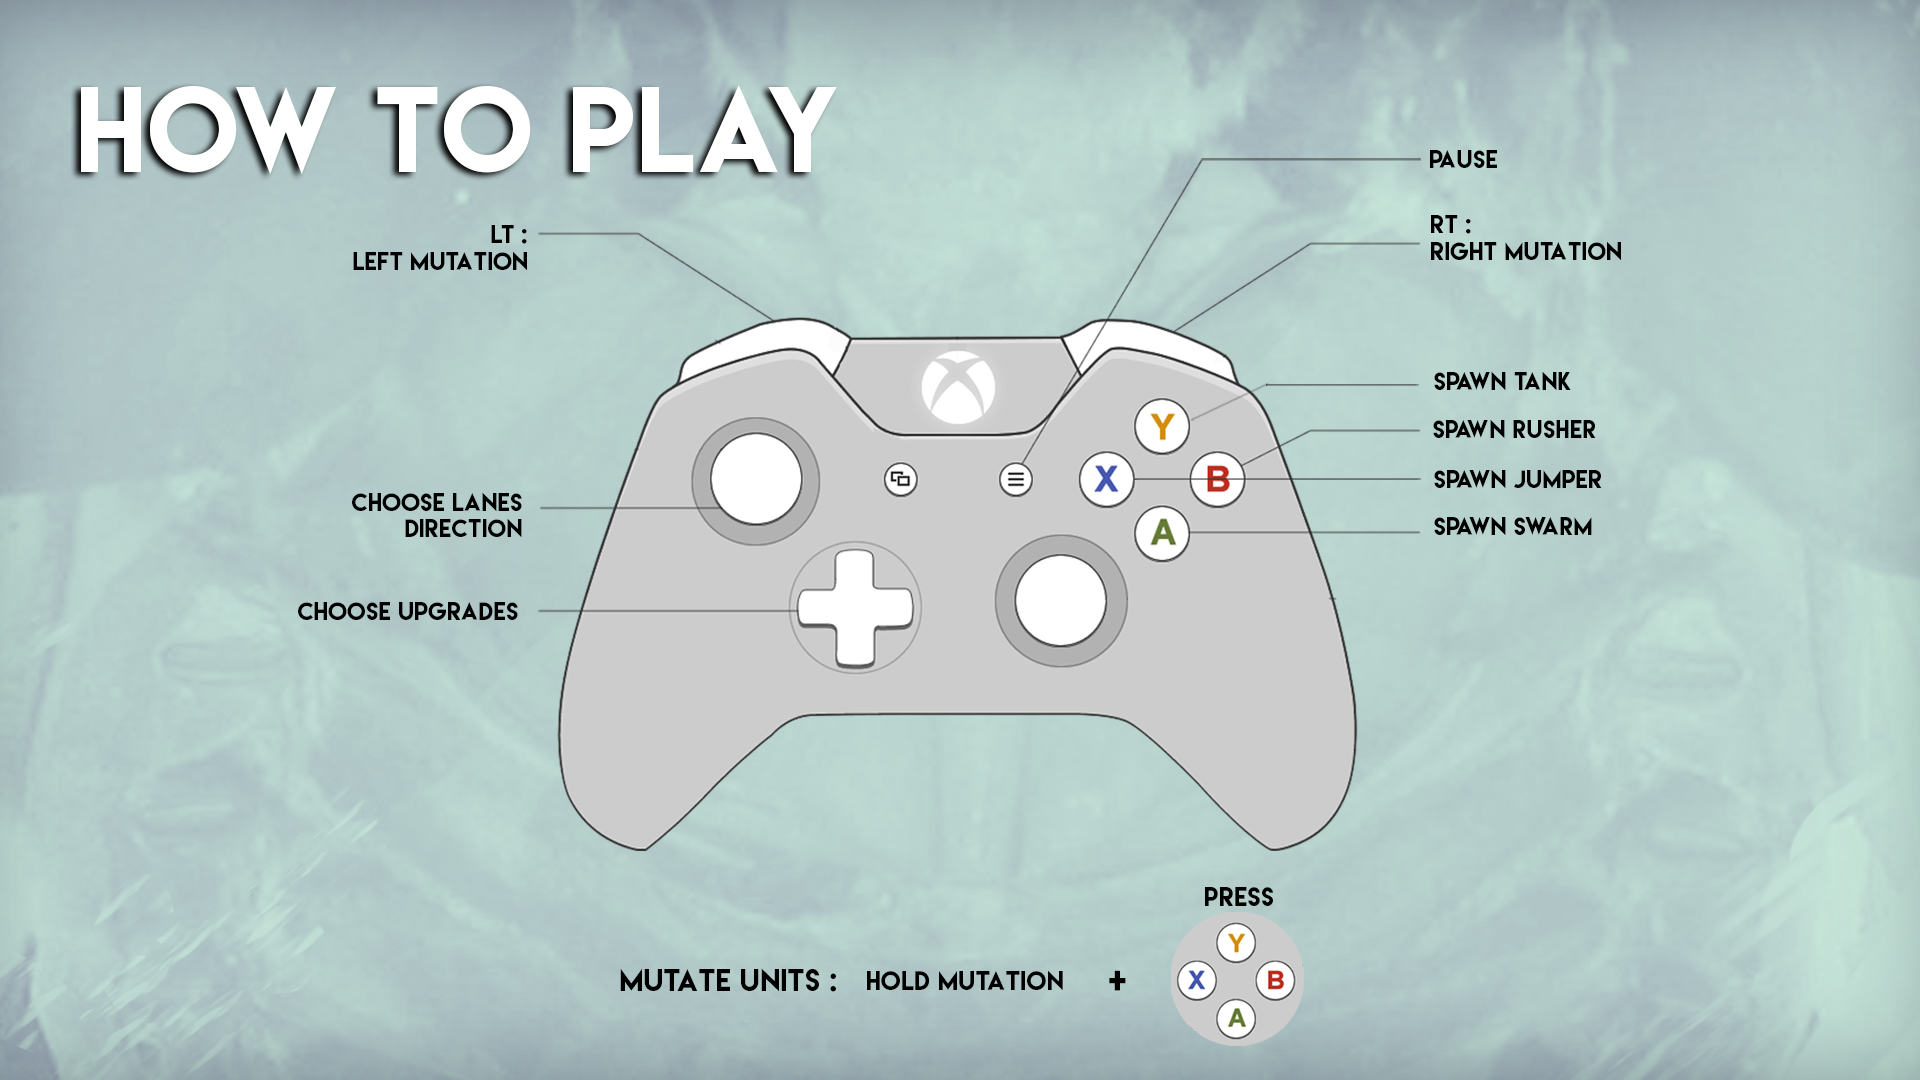 HOW TO PLAY
PAUSE
LT :
LEFT MUTATION
RT :
RIGHT MUTATION
SPAWN TANK
SPAWN RUSHER
SPAWN JUMPER
SPAWN SWARM
Y
X
B
A
CHOOSE LANES
DIRECTION
CHOOSE UPGRADES
PRESS
MUTATE UNITS : HOLD MUTATION +
Y
X
B
A